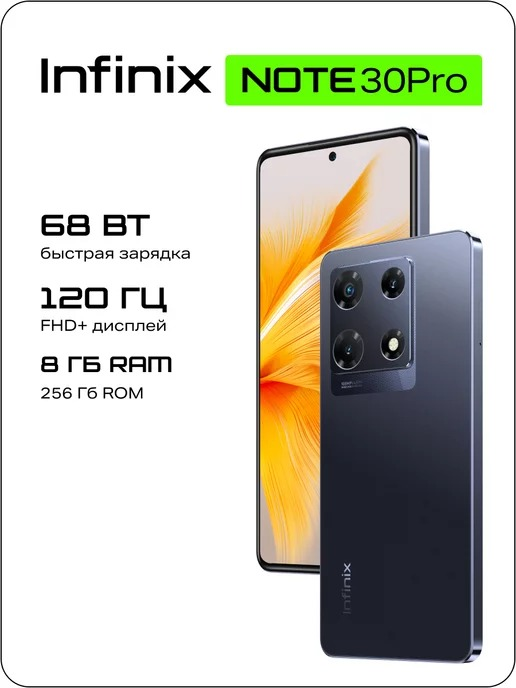 Infinix NOTE 30Pro
68 ВТ
быстрая зарядка
120 ГЦ
FHD+ дисплей
8 ГБ RAM
256 Гб ROM
Infinix